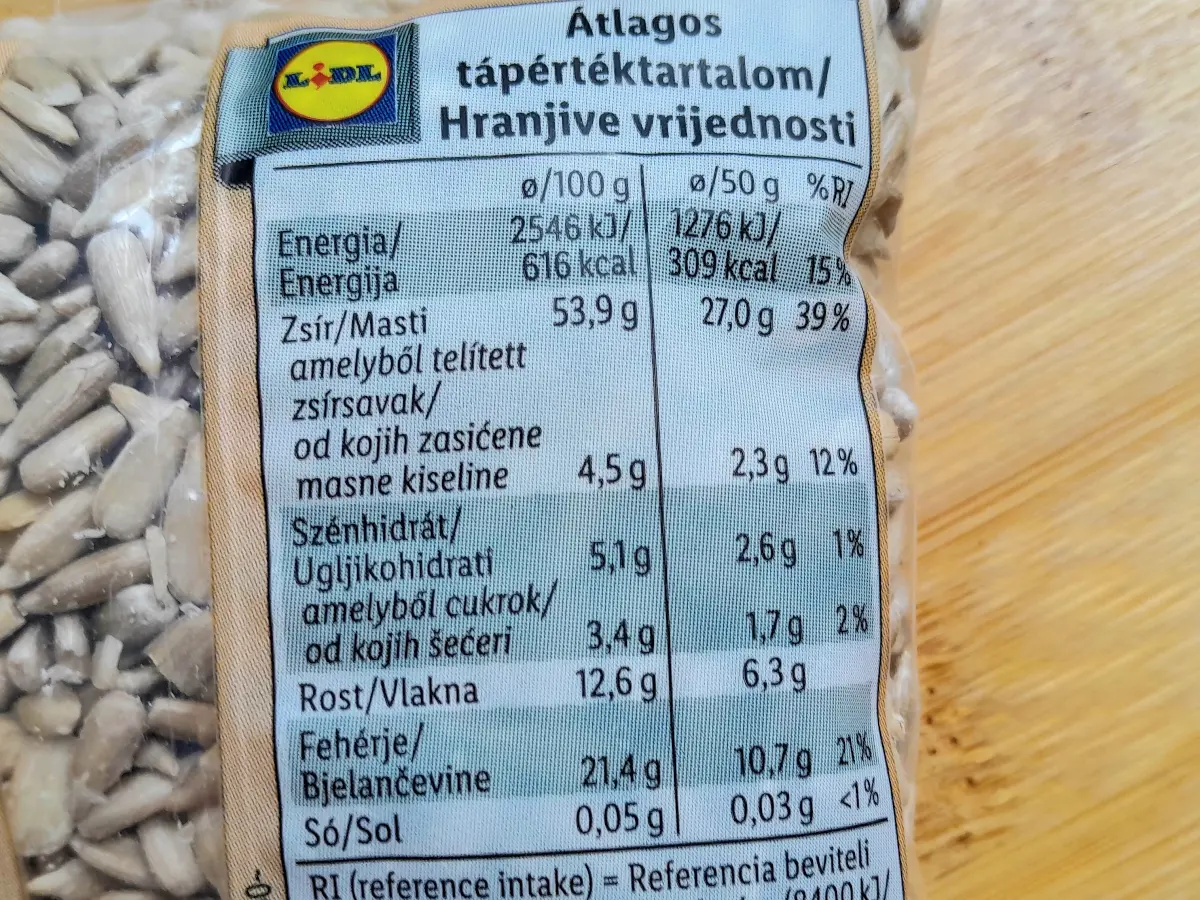 LIDL
Átlagos
tápértéktartalom/
Hranjive vrijednosti
ø/100 g ø/50 g %RI
Energia/ 2546 kJ/ 1276 kJ/
Energija 616 kcal 309 kcal 15%
Zsír/Masti 53,9 g 27,0 g 39%
amelyből telített
zsírsavak/
od kojih zasićene
masne kiseline 4,5 g 2,3 g 12%
Szénhidrát/
Ugljikohidrati 5,1 g 2,6 g 1%
amelyből cukrok/
od kojih šećeri 3,4 g 1,7 g 2%
Rost/Vlakna 12,6 g 6,3 g
Fehérje/
Bjelančevine 21,4 g 10,7 g 21%
Só/Sol 0,05 g 0,03 g <1%
RI (reference intake) = Referencia beviteli
(8400 kJ/